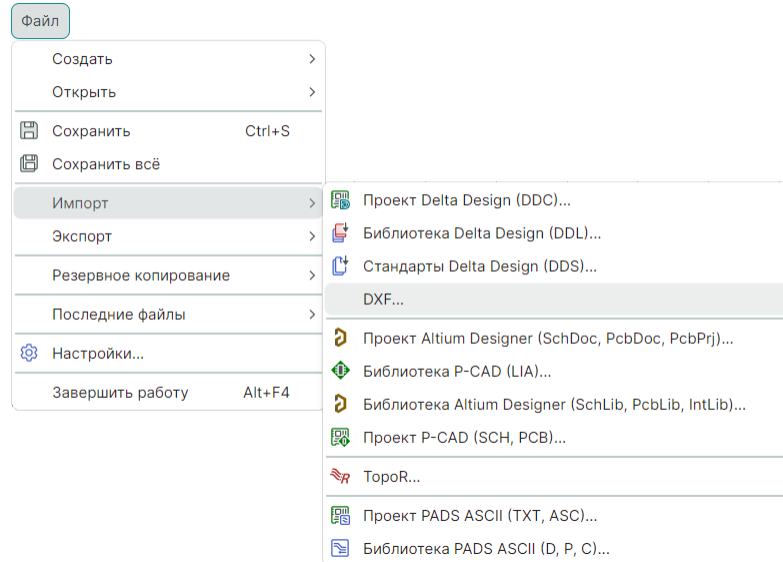 Файл
Создать
Открыть
Сохранить Ctrl+S
Сохранить всё
Импорт
Экспорт
Резервное копирование
Последние файлы
Настройки...
Завершить работу Alt+F4
Проект Delta Design (DDC)...
Библиотека Delta Design (DDL)...
Стандарты Delta Design (DDS)...
DXF...
Проект Altium Designer (SchDoc, PcbDoc, PcbPrj)...
Библиотека P-CAD (LIA)...
Библиотека Altium Designer (SchLib, PcbLib, IntLib)...
Проект P-CAD (SCH, PCB)...
TopoR...
Проект PADS ASCII (TXT, ASC)...
Библиотека PADS ASCII (D, P, C)...